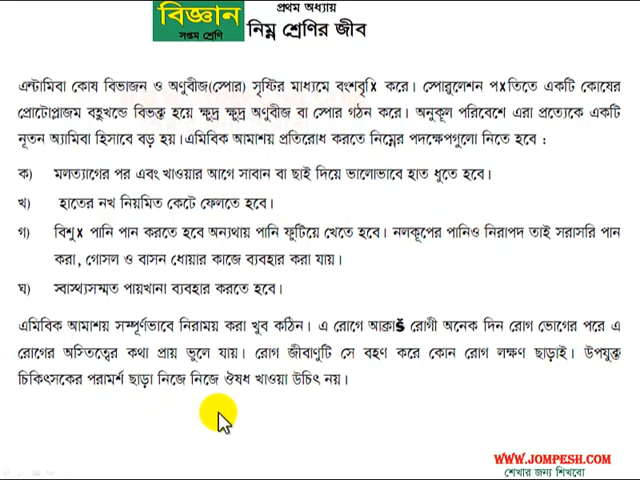 প্রথম অধ্যায়
বিজ্ঞান
সপ্তম শ্রেণি
নিম্ন শ্রেণির জীব
এন্টামিবা কোষ বিভাজন ও অণুবীজ(স্পোর) সৃষ্টির মাধ্যমে বংশবৃ্যি x করে। স্পোরুলেশন প x তিতে একটি কোষের
প্রোটোপ্লাজম বহুখন্ডে বিভক্ত হয়ে ক্ষুদ্র ক্ষুদ্র অণুবীজ বা স্পোর গঠন করে। অনুকূল পরিবেশে এরা প্রত্যেকে একটি
নূতন অ্যামিবা হিসাবে বড় হয়। এমিবিক আমাশয় প্রতিরোধ করতে নিম্নের পদক্ষেপগুলো নিতে হবে :
ক) মলত্যাগের পর এবং খাওয়ার আগে সাবান বা ছাই দিয়ে ভালোভাবে হাত ধুতে হবে।
খ) হাতের নখ নিয়মিত কেটে ফেলতে হবে।
গ) বিশু x পানি পান করতে হবে অন্যথায় পানি ফুটিয়ে খেতে হবে। নলকূপের পানিও নিরাপদ তাই সরাসরি পান
করা, গোসল ও বাসন ধোয়ার কাজে ব্যবহার করা যায়।
ঘ) স্বাস্থ্যসম্মত পায়খানা ব্যবহার করতে হবে।
এমিবিক আমাশয় সম্পূর্ণভাবে নিরাময় করা খুব কঠিন। এ রোগে আক্রাš রোগী অনেক দিন রোগ ভোগের পরে এ
রোগের অস্তিত্বের কথা প্রায় ভুলে যায়। রোগ জীবাণুটি সে বহণ করে কোন রোগ লক্ষণ ছাড়াই। উপযুক্ত
চিকিৎসকের পরামর্শ ছাড়া নিজে নিজে ঔষধ খাওয়া উচিৎ নয়।
WWW.JOMPESH.COM
শেখার জন্য শিখবো